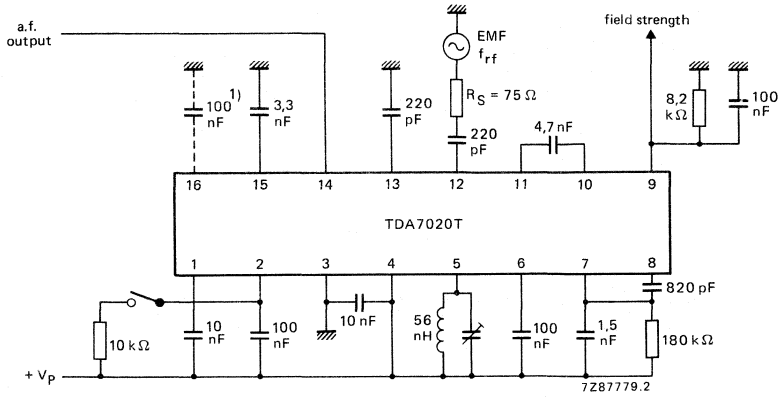 a.f.
output
EMF
f rf
field strength
100 1)
nF
3,3
nF
220
pF
R S = 75 Ω
220
pF
4,7 nF
8,2
kΩ
100
nF
16 15 14 13 12 11 10 9
TDA7020T
1 2 3 4 5 6 7 8
10 kΩ
10
nF
100
nF
10 nF
56
nH
100
nF
1,5
nF
820 pF
180 kΩ
+ V P
7Z87779.2